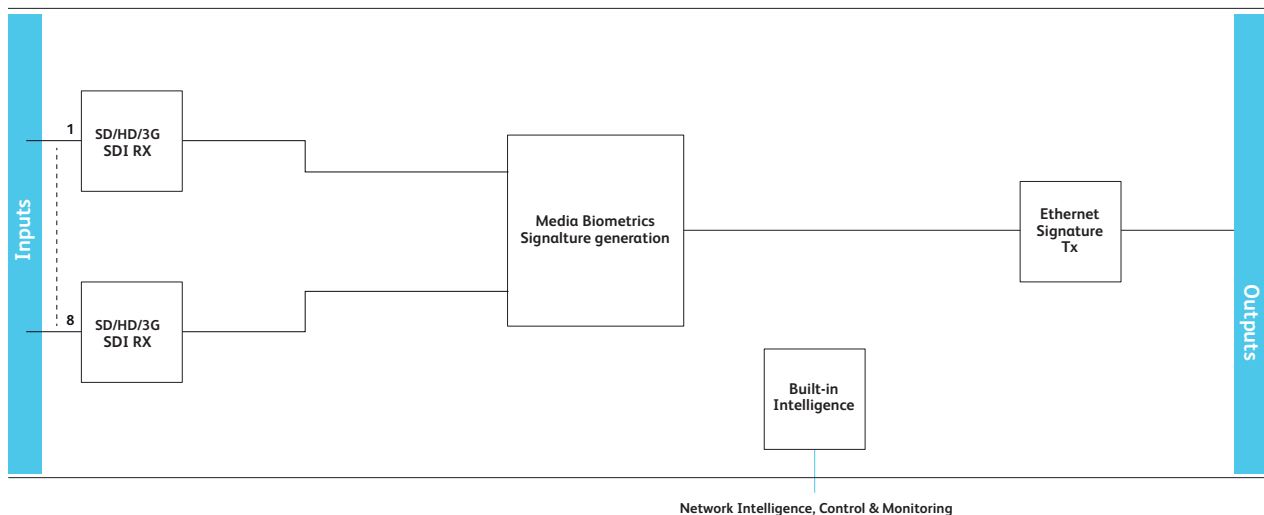 Inputs
1
SD/HD/3G
SDI RX
8
SD/HD/3G
SDI RX
Media Biometrics
Signalture generation
Ethernet
Signature
Tx
Built-in
Intelligence
Outputs
Network Intelligence, Control & Monitoring